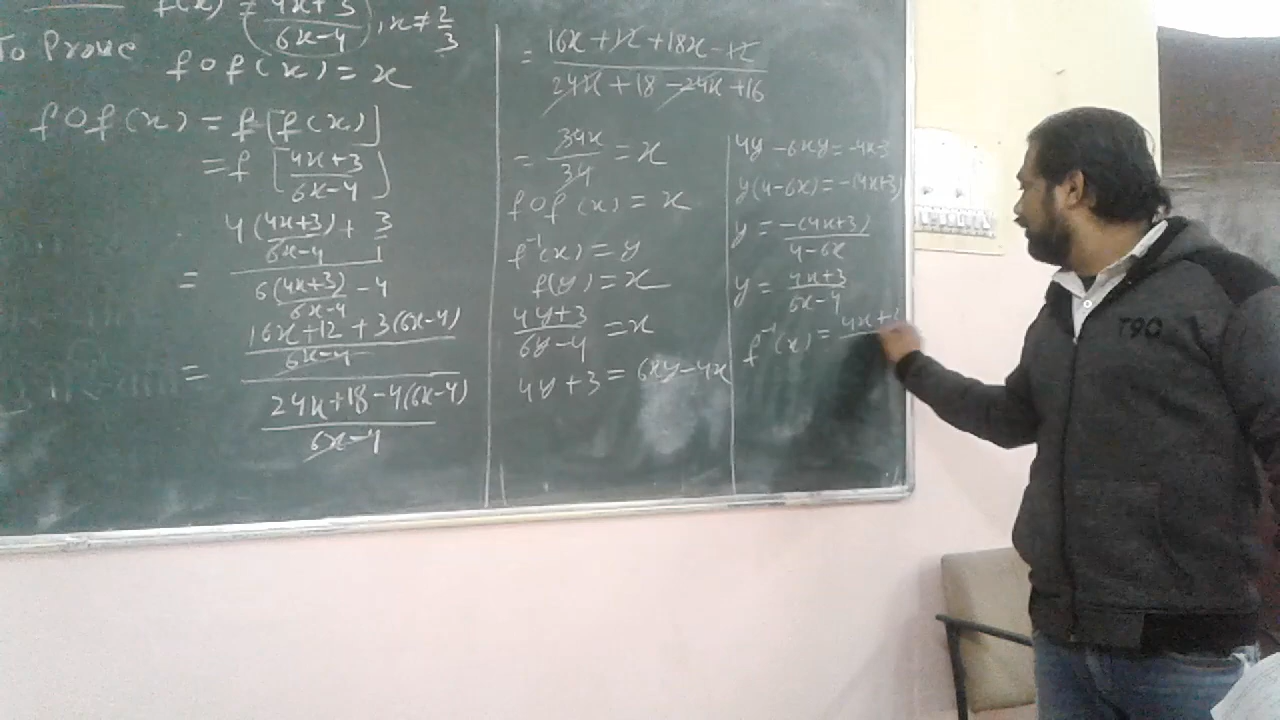 f(x) = 4x+3 / 6x-4, x ≠ 2/3
To Prove
fof(x) = x
fof(x) = f[f(x)]
= f[4x+3 / 6x-4]
= 4(4x+3 / 6x-4) + 3/1
6(4x+3 / 6x-4) - 4
= 16x+12 + 3(6x-4) / 6x-4
24x+18-4(6x-4) / 6x-4
= 16x+12+18x-12 / 24x+18-24x+16
= 34x / 34 = x
fof(x) = x
f⁻¹(x) = y
f(y) = x
4y+3 / 6y-4 = x
4y+3 = 6xy-4x
4y-6xy = -4x-3
y(4-6x) = -(4x+3)
y = -(4x+3) / 4-6x
y = 4x+3 / 6x-4
f⁻¹(x) = 4x+
T90